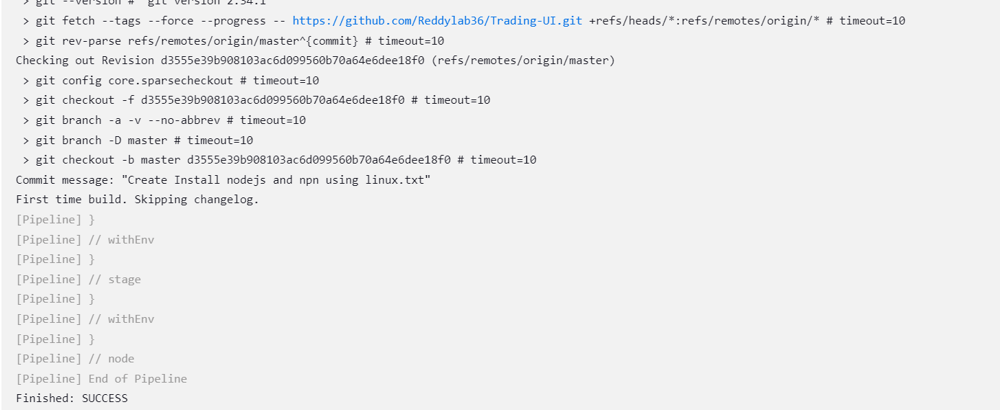 > git --version # 'git version 2.34.1'
> git fetch --tags --force --progress -- https://github.com/Reddylab36/Trading-UI.git +refs/heads/*:refs/remotes/origin/* # timeout=10
> git rev-parse refs/remotes/origin/master^{commit} # timeout=10
Checking out Revision d3555e39b908103ac6d099560b70a64e6dee18f0 (refs/remotes/origin/master)
> git config core.sparsecheckout # timeout=10
> git checkout -f d3555e39b908103ac6d099560b70a64e6dee18f0 # timeout=10
> git branch -a -v --no-abbrev # timeout=10
> git branch -D master # timeout=10
> git checkout -b master d3555e39b908103ac6d099560b70a64e6dee18f0 # timeout=10
Commit message: "Create Install nodejs and npn using linux.txt"
First time build. Skipping changelog.
[Pipeline] }
[Pipeline] // withEnv
[Pipeline] }
[Pipeline] // stage
[Pipeline] }
[Pipeline] // withEnv
[Pipeline] }
[Pipeline] // node
[Pipeline] End of Pipeline
Finished: SUCCESS